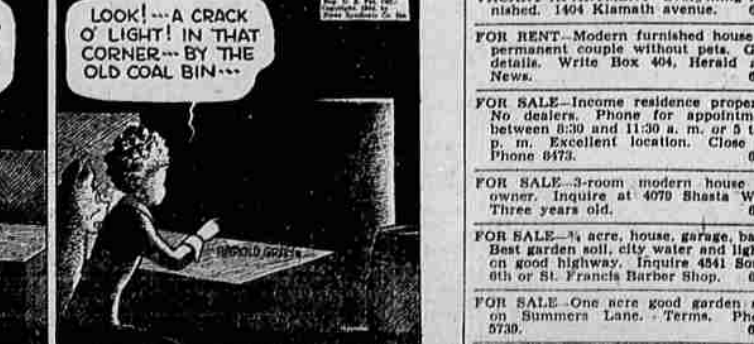 LOOK! --- A CRACK
O' LIGHT! IN THAT
CORNER --- BY THE
OLD COAL BIN ---
HAROLD GRAY
nished. 1404 Klamath avenue.
FOR RENT—Modern furnished house
permanent couple without pets.
details. Write Box 404, Herald
News.
FOR SALE—Income residence proper
No dealers. Phone for appointm
between 8:30 and 11:30 a. m. or 5 t
p. m. Excellent location. Close
Phone 8473.
FOR SALE—3-room modern house
owner. Inquire at 4079 Shasta W
Three years old.
FOR SALE—¾ acre, house, garage, ba
Best garden soil, city water and lig
on good highway. Inquire 4841 So
6th or St. Francis Barber Shop.
FOR SALE—One acre good garden
on Summers Lane. Terms. Pho
5739.